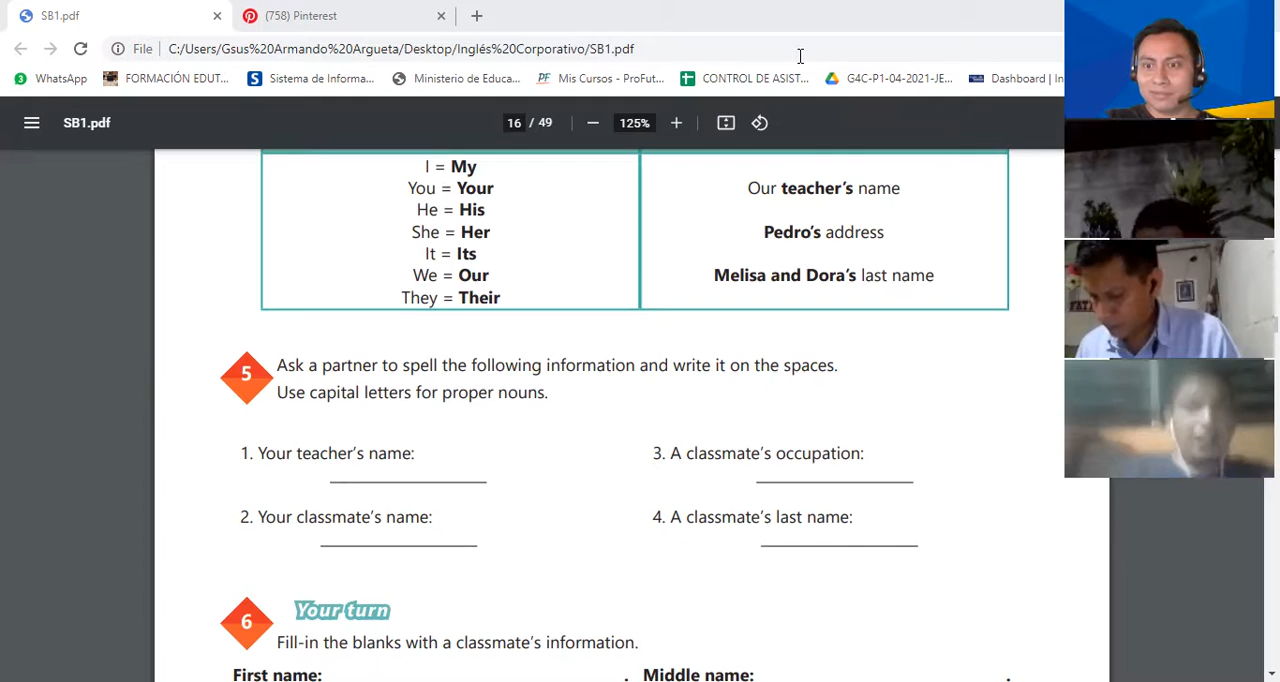 SB1.pdf
(758) Pinterest
File
C:/Users/Gsus%20Armando%20Argueta/Desktop/Inglés%20Corporativo/SB1.pdf
WhatsApp
FORMACIÓN EDUT...
Sistema de Informa...
Ministerio de Educa...
Mis Cursos - ProFut...
CONTROL DE ASIST...
G4C-P1-04-2021-JE...
Dashboard | In
SB1.pdf
16 / 49
125%
I = My
You = Your
He = His
She = Her
It = Its
We = Our
They = Their
Our teacher's name
Pedro's address
Melisa and Dora's last name
5
Ask a partner to spell the following information and write it on the spaces.
Use capital letters for proper nouns.
1. Your teacher's name:
2. Your classmate's name:
3. A classmate's occupation:
4. A classmate's last name:
6
Your turn
Fill-in the blanks with a classmate's information.
First name:
.
Middle name:
.